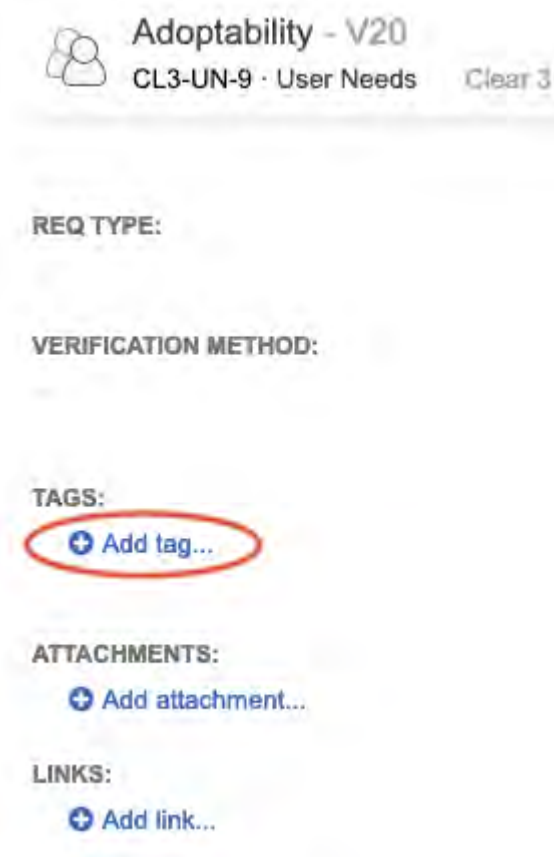 Adoptability - V20
CL3-UN-9 · User Needs Clear 3
REQ TYPE:
VERIFICATION METHOD:
TAGS:
Add tag...
ATTACHMENTS:
Add attachment...
LINKS:
Add link...